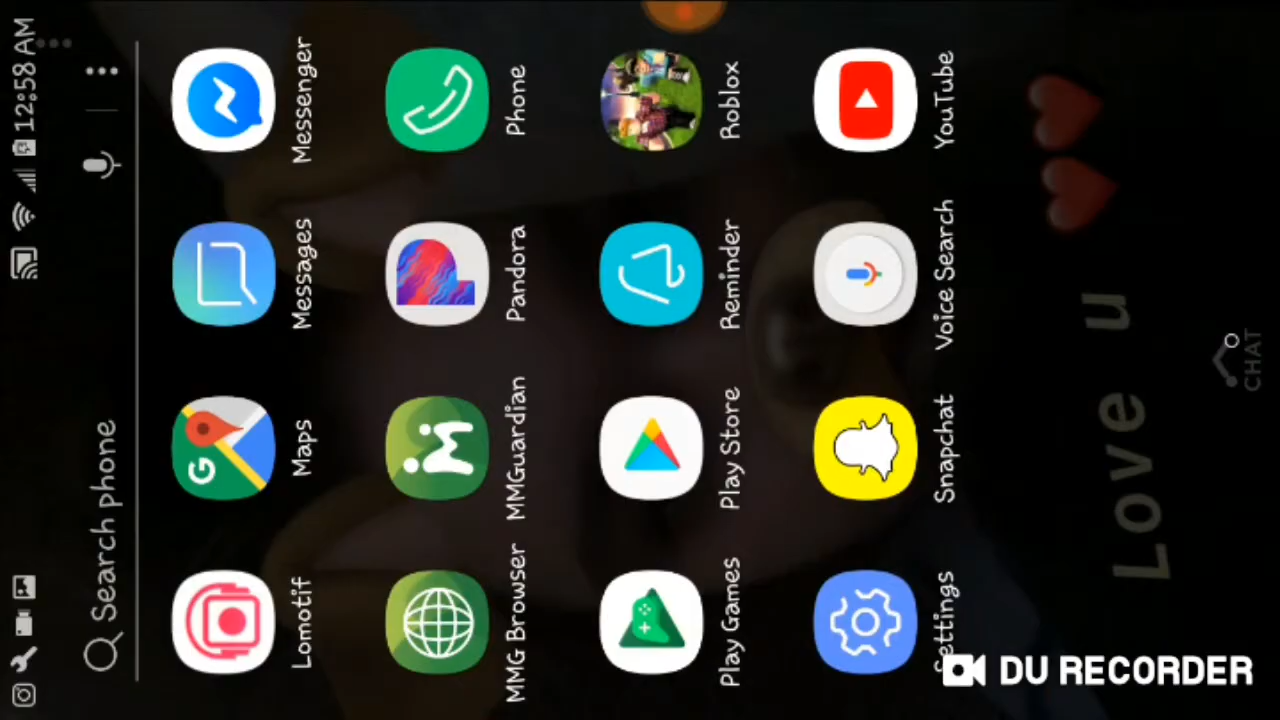 12:58 AM
Search phone
Lomotif Maps Messages Messenger
MMG Browser MMGuardian Pandora Phone
Play Games Play Store Reminder Roblox
Settings Snapchat Voice Search YouTube
Love u
CHAT
DU RECORDER